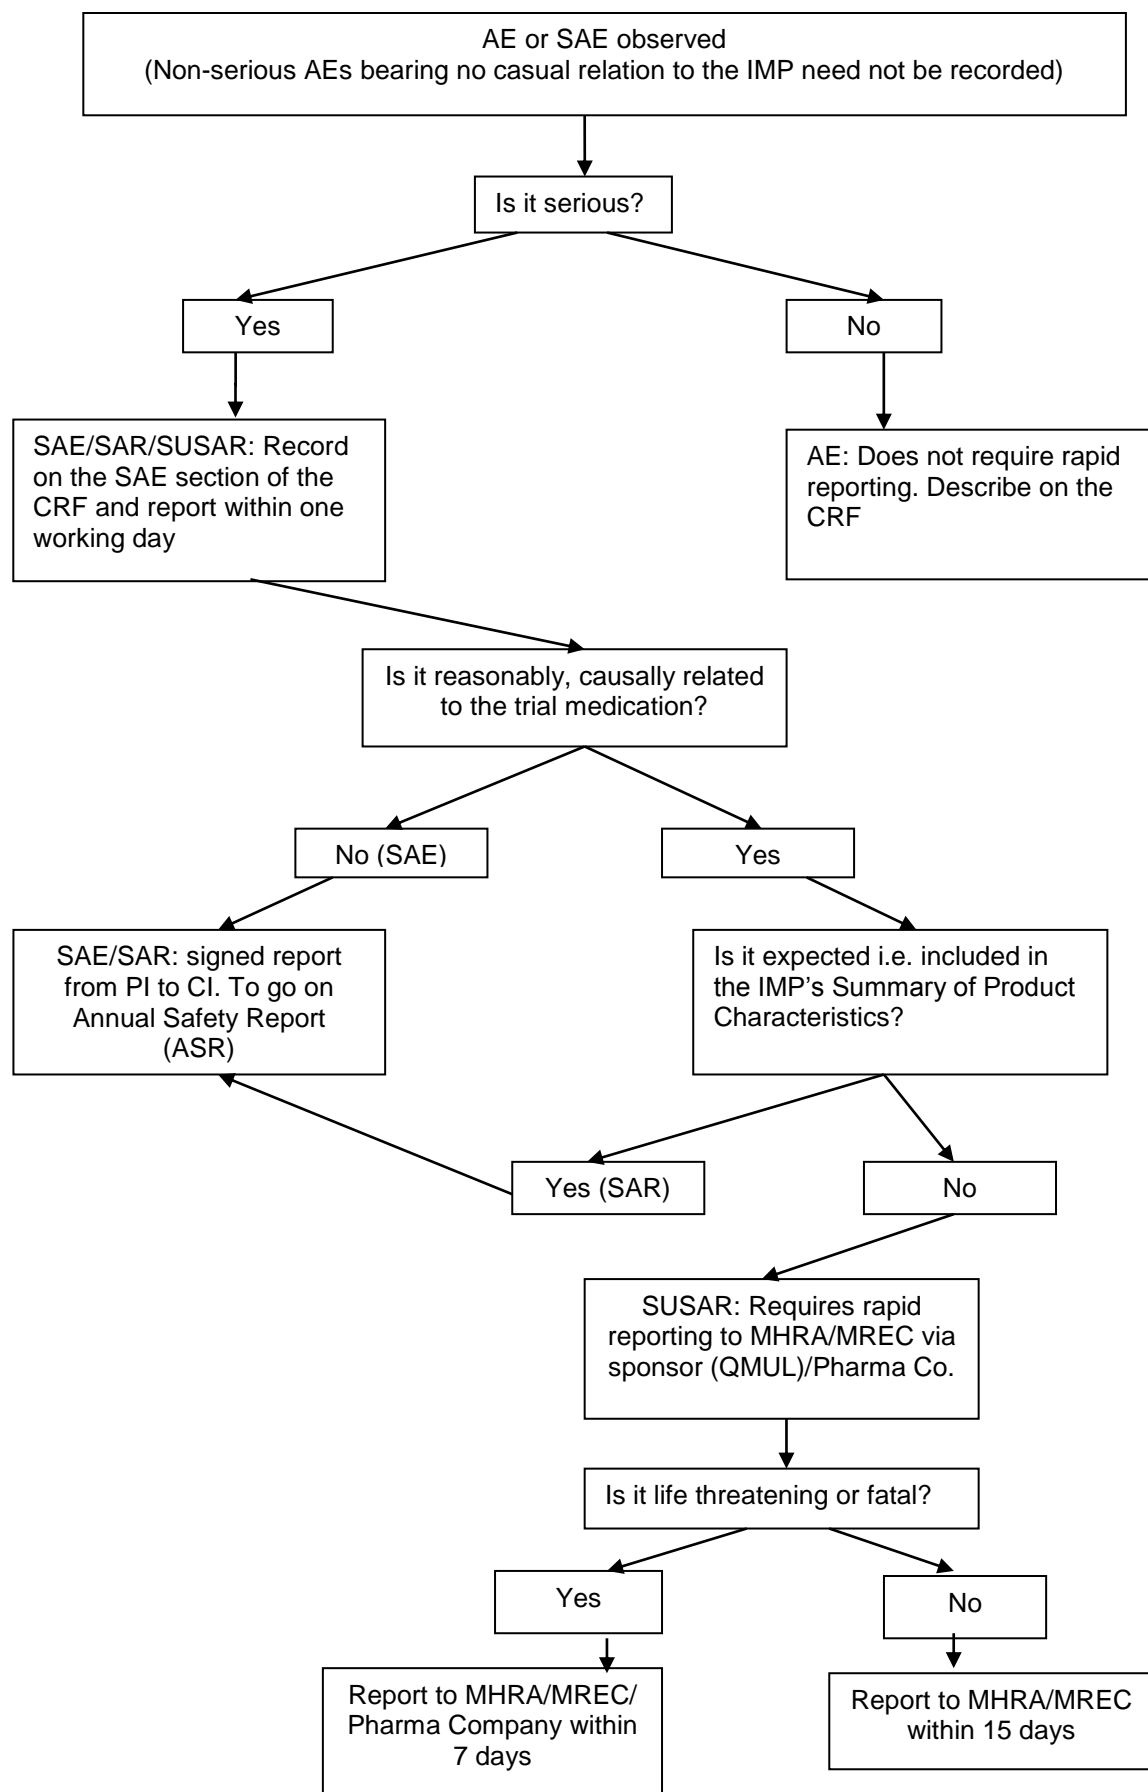 AE or SAE observed
(Non-serious AEs bearing no casual relation to the IMP need not be recorded)
Is it serious?
Yes
No
SAE/SAR/SUSAR: Record
on the SAE section of the
CRF and report within one
working day
AE: Does not require rapid
reporting. Describe on the
CRF
Is it reasonably, causally related
to the trial medication?
No (SAE)
Yes
SAE/SAR: signed report
from PI to CI. To go on
Annual Safety Report
(ASR)
Is it expected i.e. included in
the IMP’s Summary of Product
Characteristics?
Yes (SAR)
No
SUSAR: Requires rapid
reporting to MHRA/MREC via
sponsor (QMUL)/Pharma Co.
Is it life threatening or fatal?
Yes
No
Report to MHRA/MREC/
Pharma Company within
7 days
Report to MHRA/MREC
within 15 days